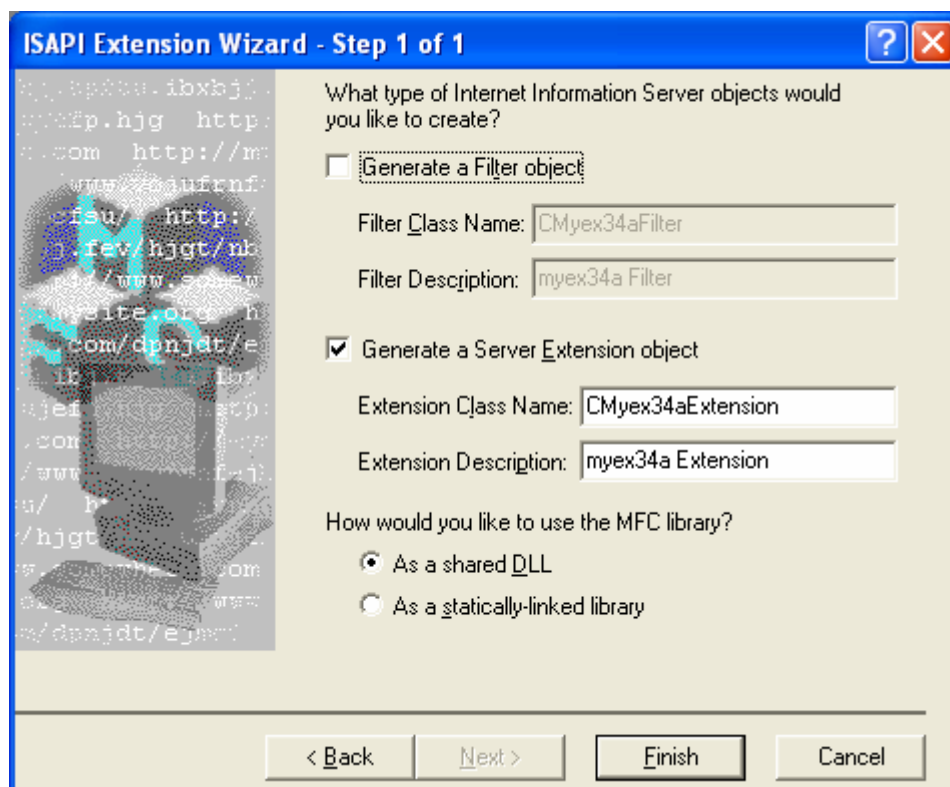 ISAPI Extension Wizard - Step 1 of 1
What type of Internet Information Server objects would
you like to create?
Generate a Filter object
Filter Class Name: CMyex34aFilter
Filter Description: myex34a Filter
Generate a Server Extension object
Extension Class Name: CMyex34aExtension
Extension Description: myex34a Extension
How would you like to use the MFC library?
As a shared DLL
As a statically-linked library
< Back Next > Finish Cancel